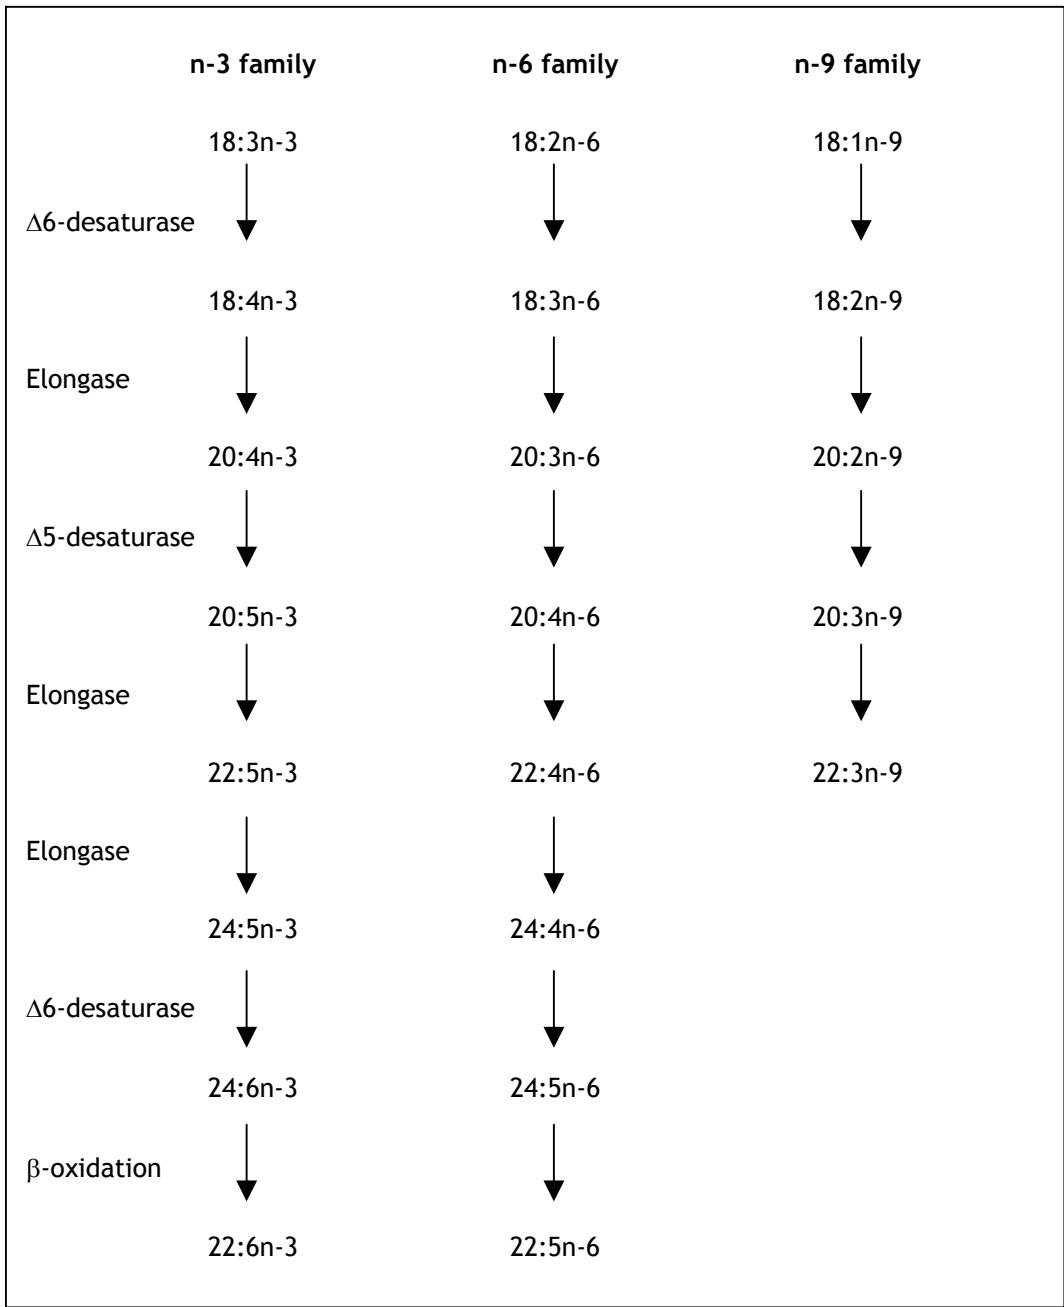 n-3 family n-6 family n-9 family
18:3n-3 18:2n-6 18:1n-9
Δ6-desaturase
18:4n-3 18:3n-6 18:2n-9
Elongase
20:4n-3 20:3n-6 20:2n-9
Δ5-desaturase
20:5n-3 20:4n-6 20:3n-9
Elongase
22:5n-3 22:4n-6 22:3n-9
Elongase
24:5n-3 24:4n-6
Δ6-desaturase
24:6n-3 24:5n-6
β-oxidation
22:6n-3 22:5n-6